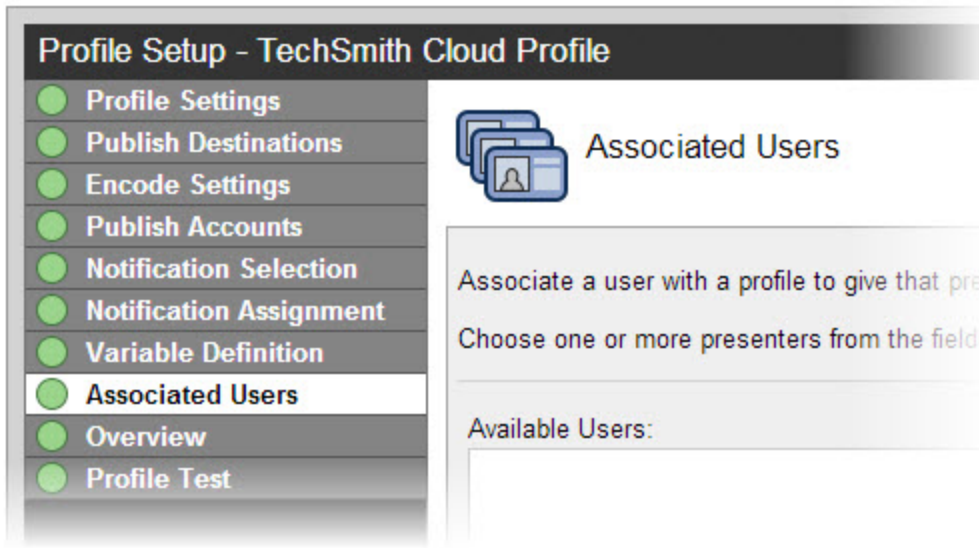 Profile Setup - TechSmith Cloud Profile
Profile Settings
Publish Destinations
Encode Settings
Publish Accounts
Notification Selection
Notification Assignment
Variable Definition
Associated Users
Overview
Profile Test
Associated Users
Associate a user with a profile to give that
Choose one or more presenters from the field
Available Users: